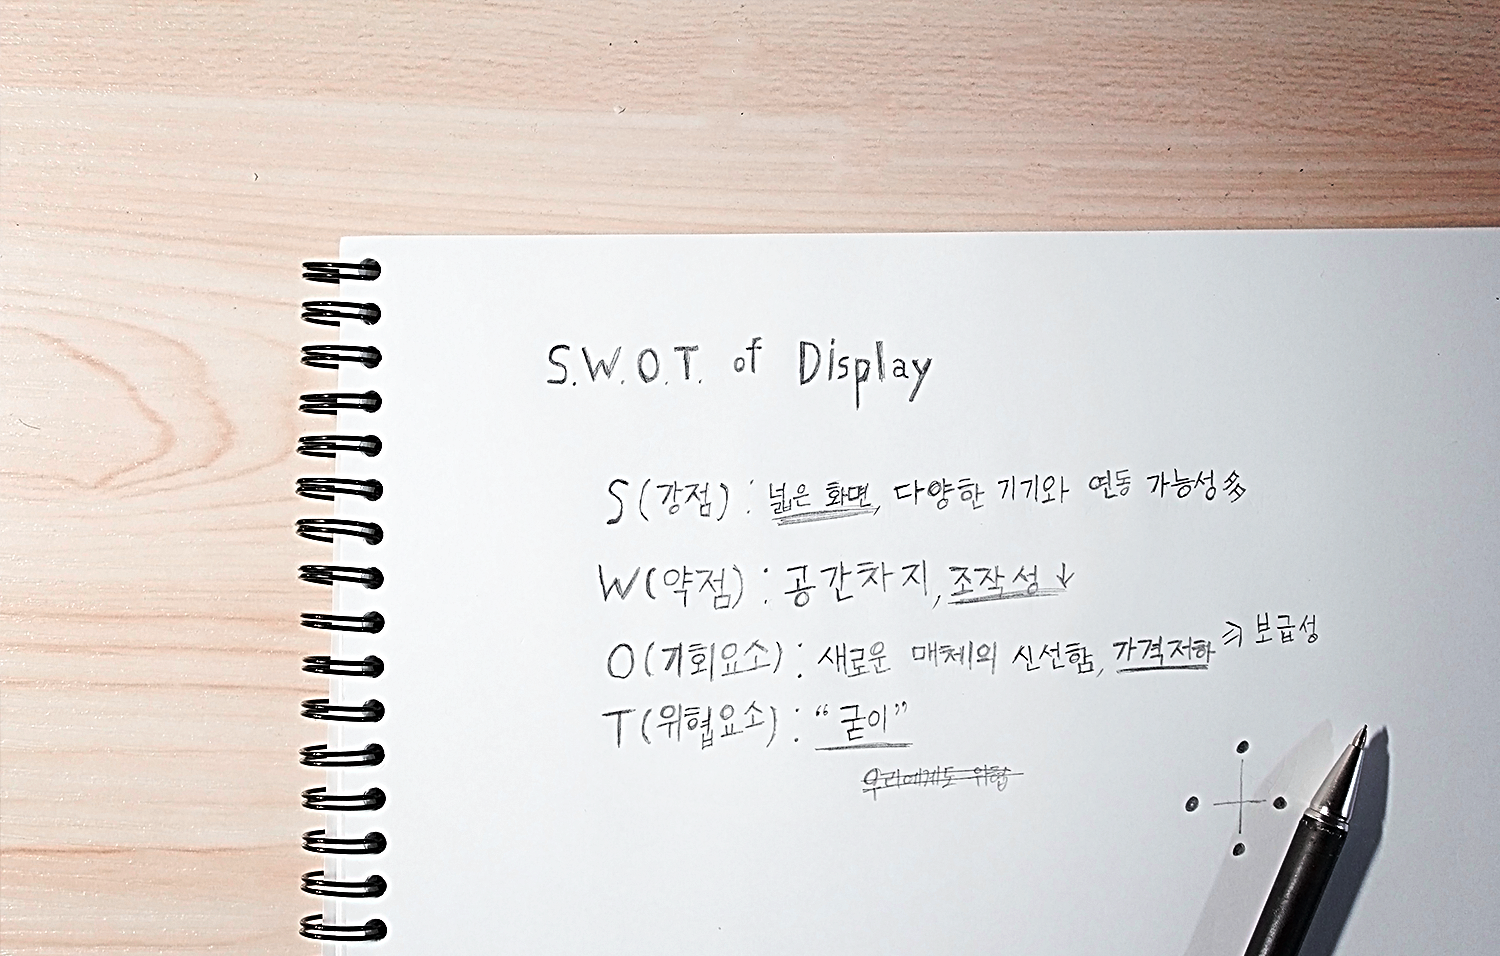 S.W.O.T. of Display
S(강점) : 넓은 화면, 다양한 기기와 연동 가능성 多
W(약점) : 공간차지, 조작성 ↓
O(기회요소) : 새로운 매체의 신선함, 가격저하 => 보급성
T(위협요소) : “굳이”
우리에게도 위협